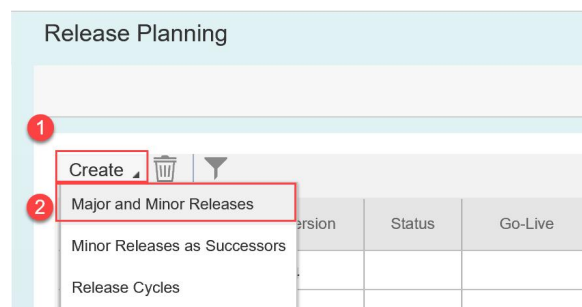 Release Planning
1
Create
2 Major and Minor Releases
ersion Status Go-Live
Minor Releases as Successors
Release Cycles